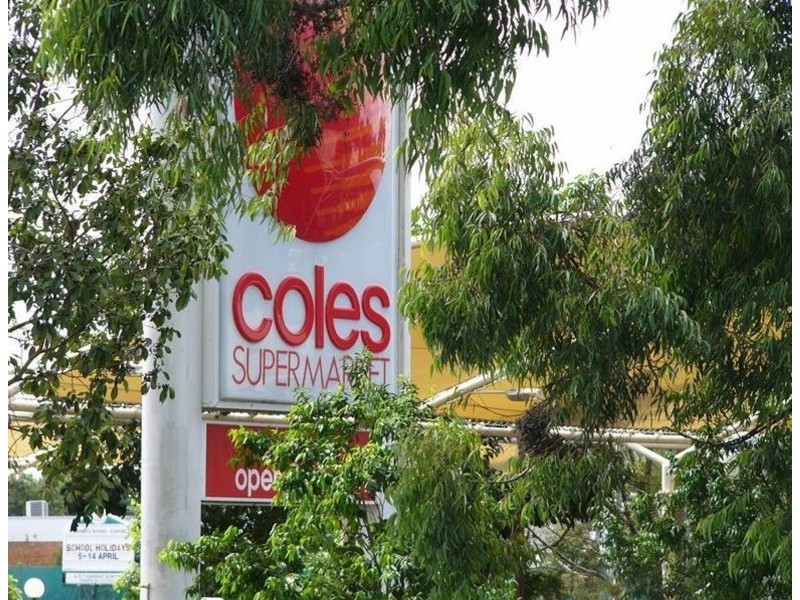 coles
SUPERMARKET
open
SCHOOL HOLIDAYS
5-14 APRIL